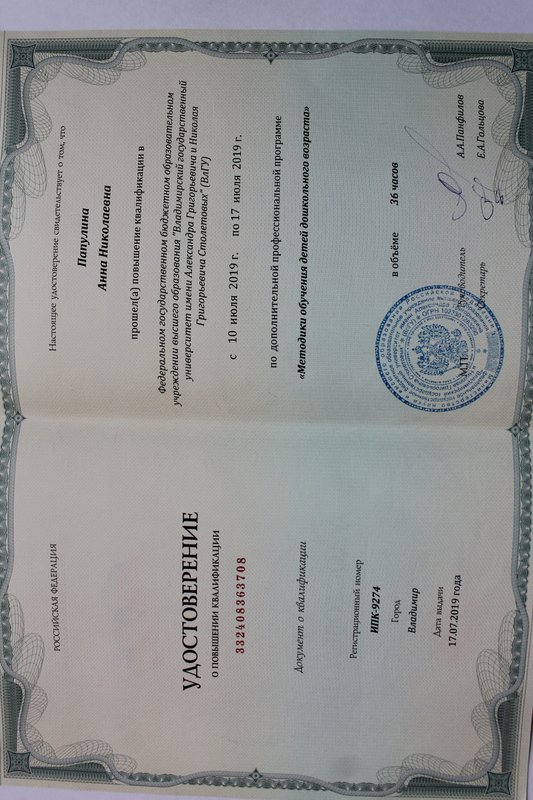 РОССИЙСКАЯ ФЕДЕРАЦИЯ
УДОСТОВЕРЕНИЕ
О ПОВЫШЕНИИ КВАЛИФИКАЦИИ
332408363708
Документ о квалификации
Регистрационный номер
ИПК-9274
Город
Владимир
Дата выдачи
17.07.2019 года
Настоящее удостоверение свидетельствует о том, что
Папулина
Анна Николаевна
прошел(а) повышение квалификации в
Федеральном государственном бюджетном образовательном
учреждении высшего образования "Владимирский государственный
университет имени Александра Григорьевича и Николая
Григорьевича Столетовых" (ВлГУ)
с 10 июля 2019 г. по 17 июля 2019 г.
по дополнительной профессиональной программе
«Методики обучения детей дошкольного возраста»
в объёме 36 часов
Руководитель А.А.Панфилов
М.П.
Секретарь Е.А.Гольцова